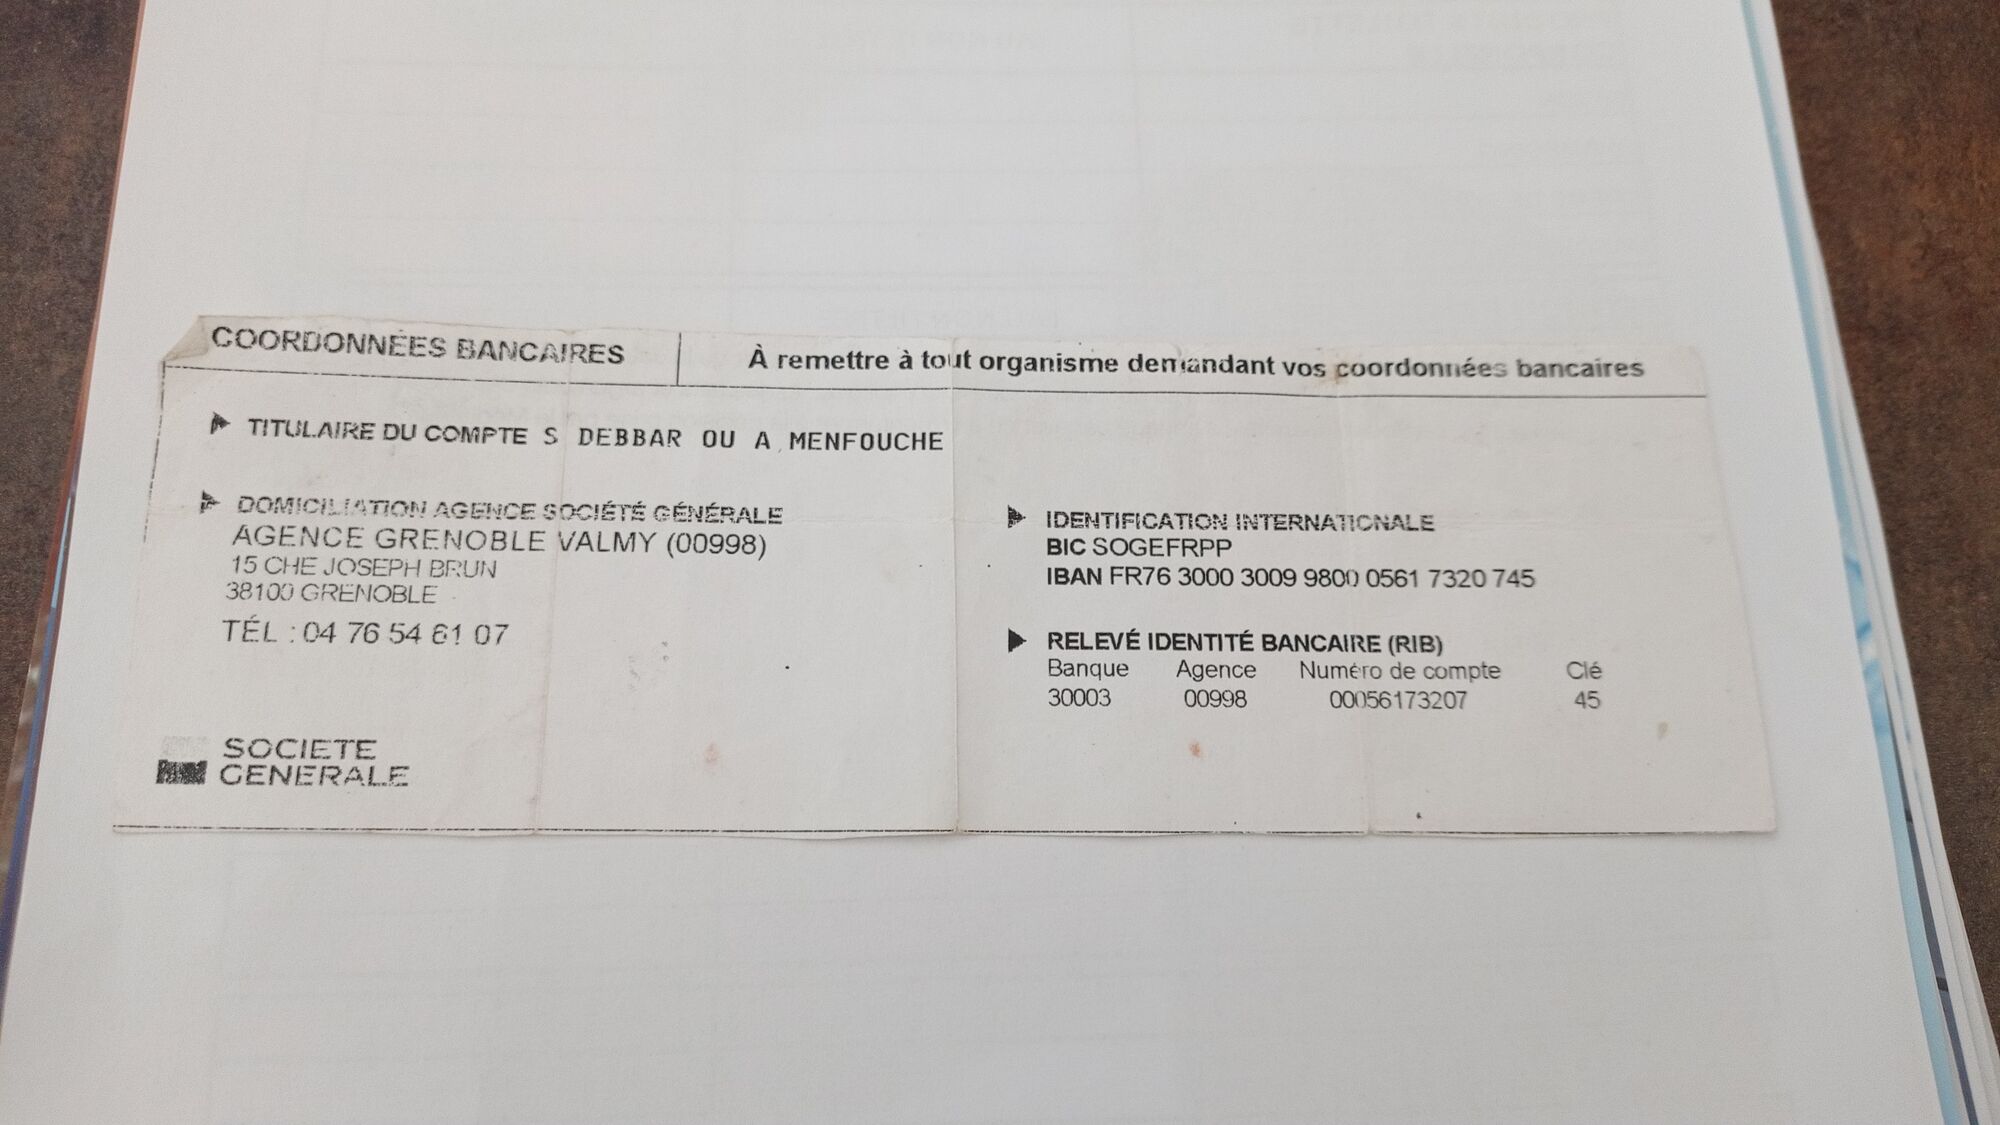 COORDONNÉES BANCAIRES
À remettre à tout organisme demandant vos coordonnées bancaires
TITULAIRE DU COMPTE S DEBBAR OU A MENFOUCHE
DOMICILIATION AGENCE SOCIÉTÉ GÉNÉRALE
AGENCE GRENOBLE VALMY (00998)
15 CHE JOSEPH BRUN
38100 GRENOBLE
TÉL : 04 76 54 61 07
SOCIETE
GENERALE
IDENTIFICATION INTERNATIONALE
BIC SOGEFRPP
IBAN FR76 3000 3009 9800 0561 7320 745
RELEVÉ IDENTITÉ BANCAIRE (RIB)
Banque Agence Numéro de compte Clé
30003 00998 00056173207 45